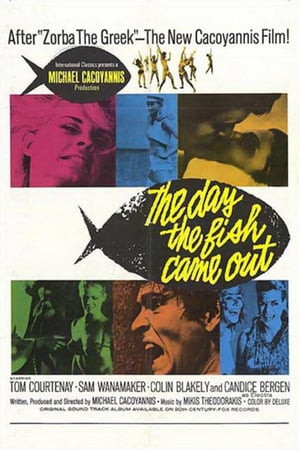 After "Zorba The Greek"—The New Cacoyannis Film!
International Classics presents a
MICHAEL CACOYANNIS
Production
The day
the fish
came out
STARRING
TOM COURTENAY • SAM WANAMAKER • COLIN BLAKELY and CANDICE BERGEN
as Electra
Written, Produced and Directed by MICHAEL CACOYANNIS • Music by MIKIS THEODORAKIS • COLOR BY DELUXE
ORIGINAL SOUND TRACK ALBUM AVAILABLE ON 20th CENTURY-FOX RECORDS